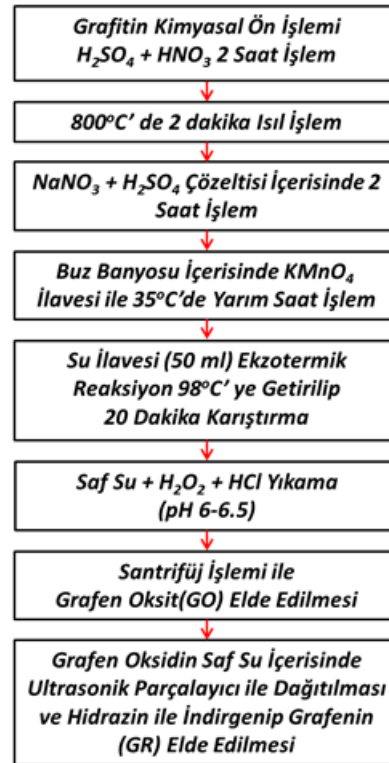 Grafitin Kimyasal Ön İşlemi
H₂SO₄ + HNO₃ 2 Saat İşlem
800°C' de 2 dakika Isıl İşlem
NaNO₃ + H₂SO₄ Çözeltisi İçerisinde 2
Saat İşlem
Buz Banyosu İçerisinde KMnO₄
İlavesi ile 35°C'de Yarım Saat İşlem
Su İlavesi (50 ml) Ekzotermik
Reaksiyon 98°C' ye Getirilip
20 Dakika Karıştırma
Saf Su + H₂O₂ + HCl Yıkama
(pH 6-6.5)
Santrifüj İşlemi ile
Grafen Oksit(GO) Elde Edilmesi
Grafen Oksidin Saf Su İçerisinde
Ultrasonik Parçalayıcı ile Dağıtılması
ve Hidrazin ile İndirgenip Grafenin
(GR) Elde Edilmesi